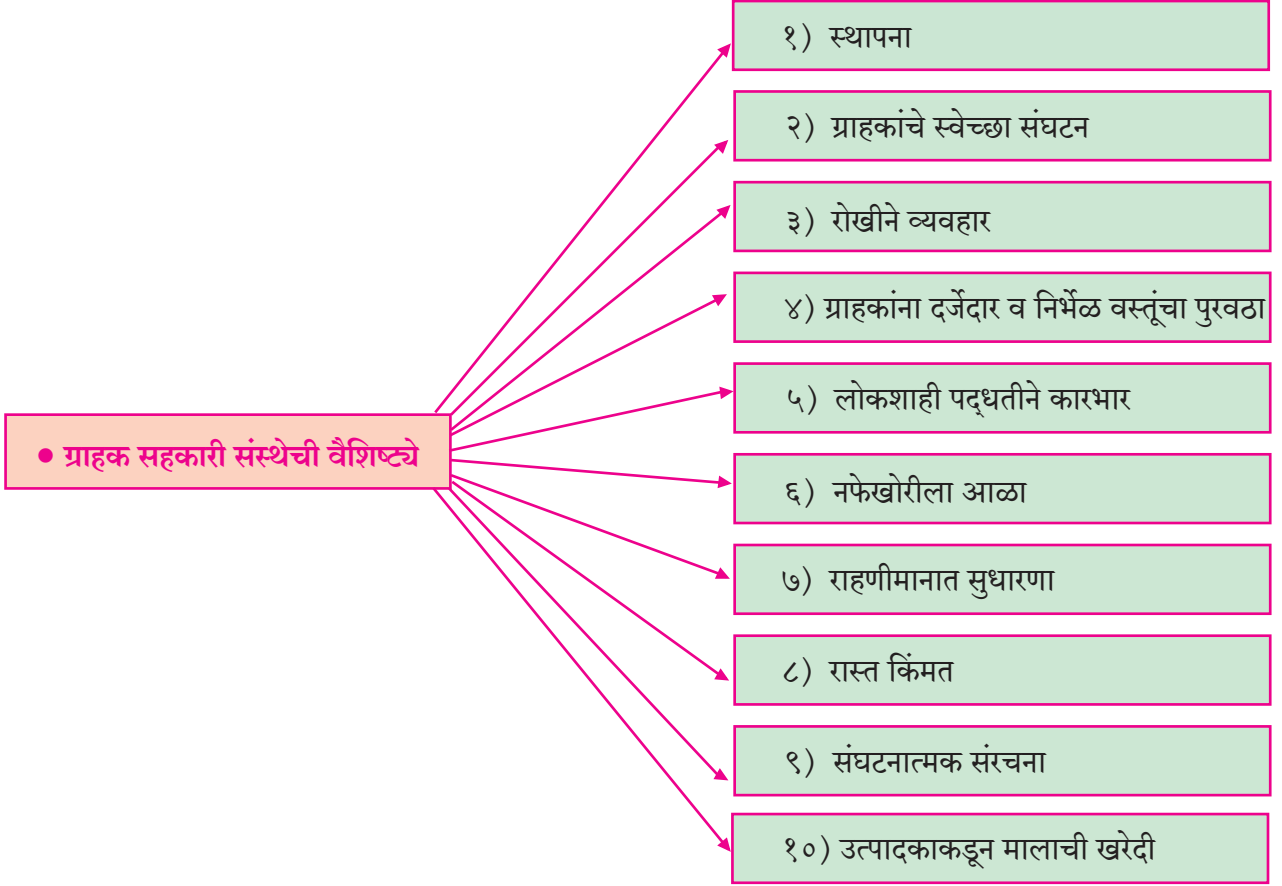 १) स्थापना
२) ग्राहकांचे स्वेच्छा संघटन
३) रोखीने व्यवहार
४) ग्राहकांना दर्जेदार व निर्भेळ वस्तूंचा पुरवठा
५) लोकशाही पद्धतीने कारभार
• ग्राहक सहकारी संस्थेची वैशिष्ट्ये
६) नफेखोरीला आळा
७) राहणीमानात सुधारणा
८) रास्त किंमत
९) संघटनात्मक संरचना
१०) उत्पादकाकडून मालाची खरेदी